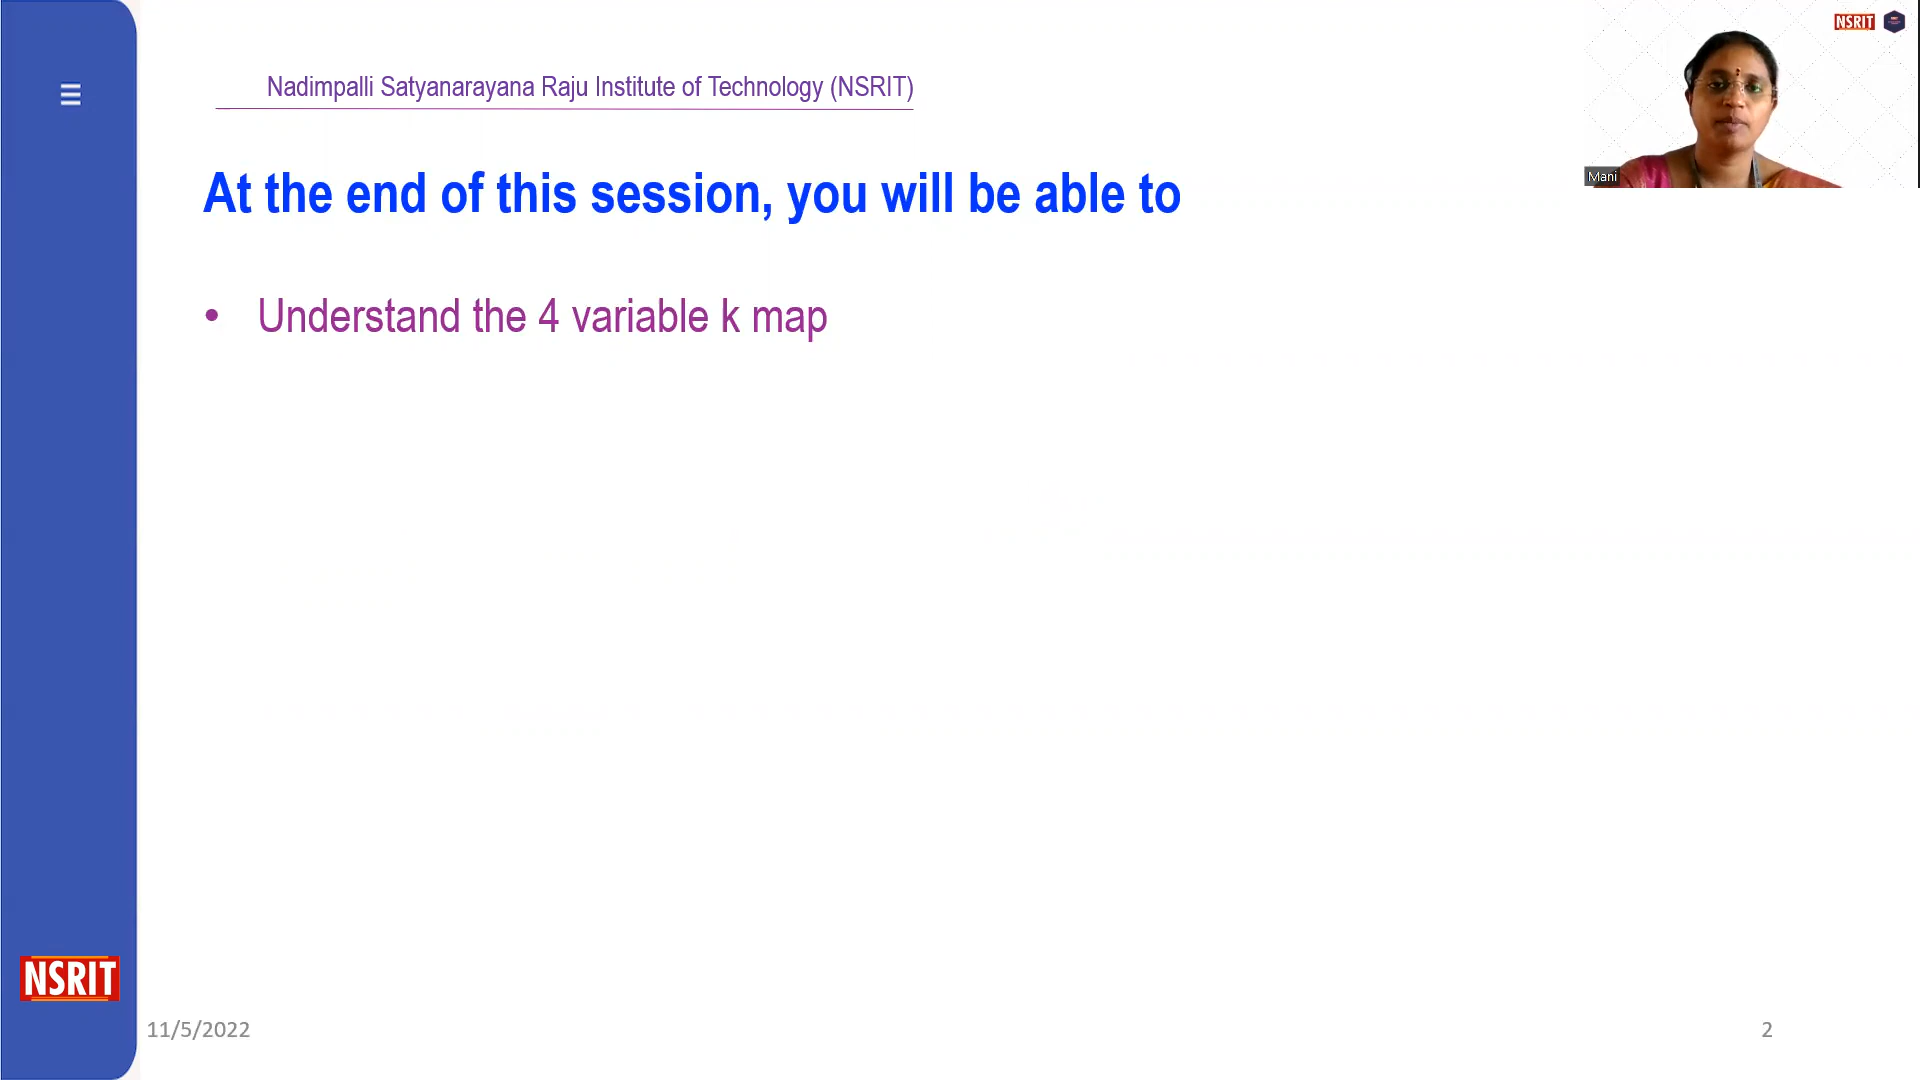 NSRIT
Nadimpalli Satyanarayana Raju Institute of Technology (NSRIT)
Mani
At the end of this session, you will be able to
• Understand the 4 variable k map
NSRIT
11/5/2022
2